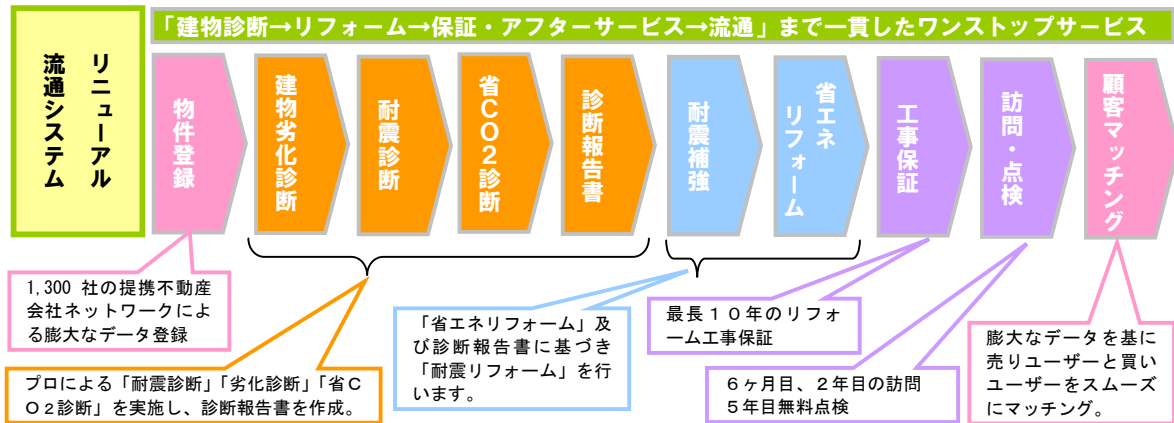 「建物診断→リフォーム→保証・アフターサービス→流通」まで一貫したワンストップサービス
リニューアル
流通システム
物件登録
建物劣化診断
耐震診断
省CO2診断
診断報告書
耐震補強
省エネ
リフォーム
工事保証
訪問・点検
顧客マッチング
1,300 社の提携不動産
会社ネットワークによ
る膨大なデータ登録
プロによる「耐震診断」「劣化診断」「省C
O2診断」を実施し、診断報告書を作成。
「省エネリフォーム」及
び診断報告書に基づき
「耐震リフォーム」を行
います。
最長10年のリフォ
ーム工事保証
6ヶ月目、2年目の訪問
5年目無料点検
膨大なデータを基に
売りユーザーと買い
ユーザーをスムーズ
にマッチング。